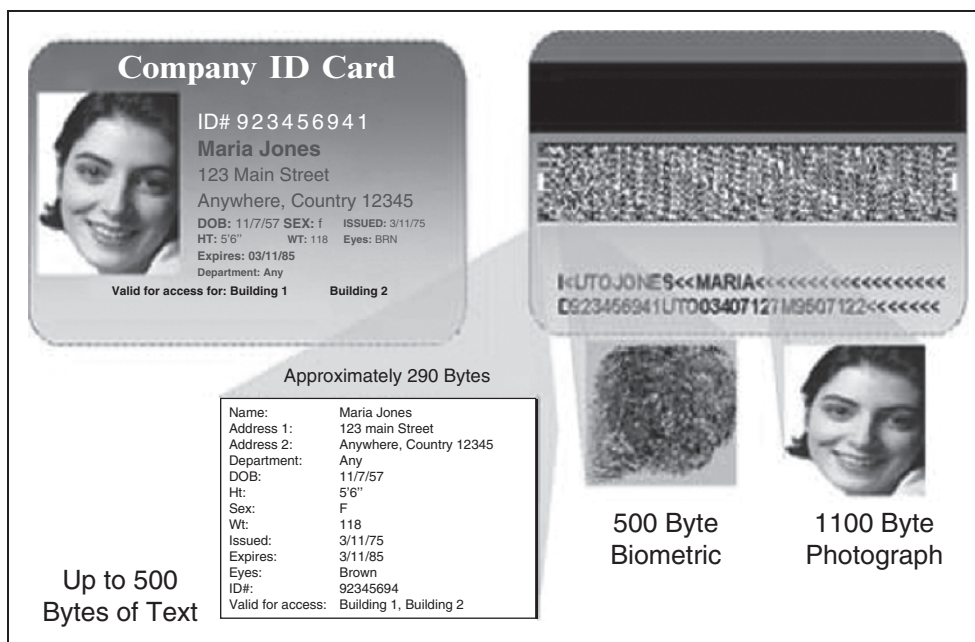 Company ID Card
ID# 923456941
Maria Jones
123 Main Street
Anywhere, Country 12345
DOB: 11/7/57 SEX: f ISSUED: 3/11/75
HT: 5'6'' WT: 118 Eyes: BRN
Expires: 03/11/85
Department: Any
Valid for access for: Building 1 Building 2
I<UTOJONES<<MARIA<<<<<<<<<<<<<<<<<<
D923456941UTO03407127M9507122<<<<<<<
Approximately 290 Bytes
Name: Maria Jones
Address 1: 123 main Street
Address 2: Anywhere, Country 12345
Department: Any
DOB: 11/7/57
Ht: 5'6''
Sex: F
Wt: 118
Issued: 3/11/75
Expires: 3/11/85
Eyes: Brown
ID#: 92345694
Valid for access: Building 1, Building 2
Up to 500
Bytes of Text
500 Byte
Biometric
1100 Byte
Photograph